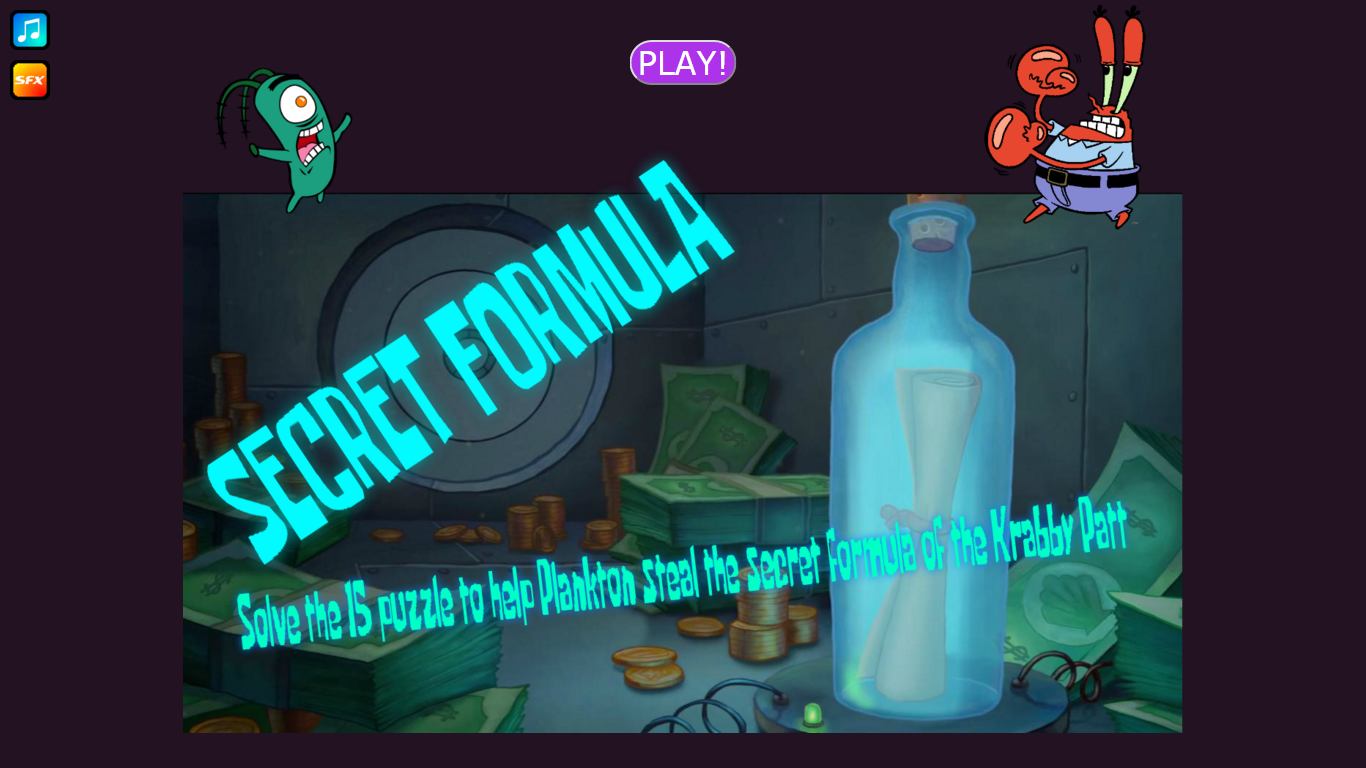 SFX
PLAY!
SECRET FORMULA
Solve the 15 puzzle to help Plankton steal the secret formula of the Krabby Patt